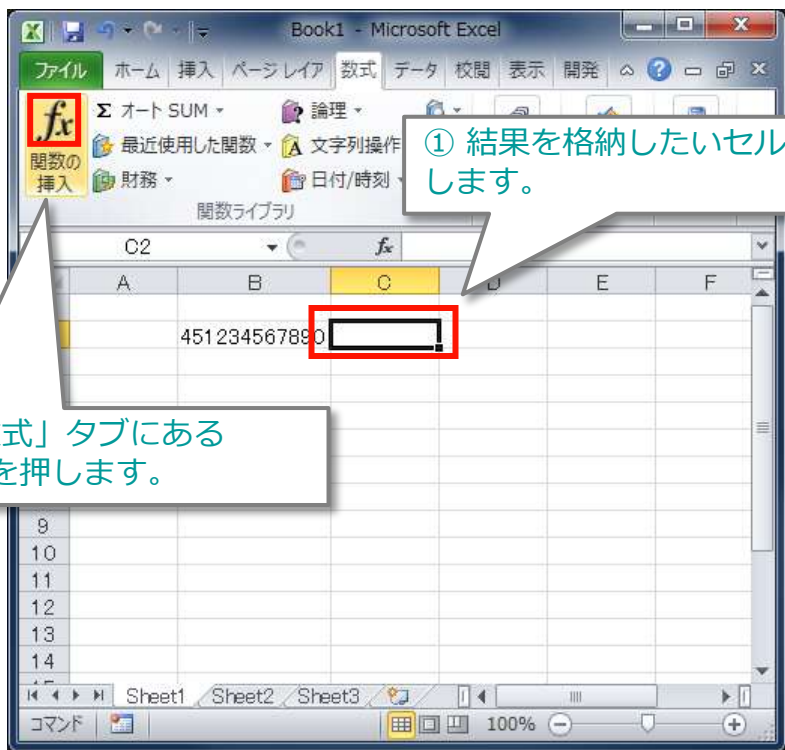 Book1 - Microsoft Excel
ファイル ホーム 挿入 ページ レイア 数式 データ 校閲 表示 開発
fx 関数の挿入
Σ オート SUM
最近使用した関数
財務
論理
文字列操作
日付/時刻
関数ライブラリ
① 結果を格納したいセル
します。
C2 fx
A B C D E F
451234567890
式」タブにある
を押します。
9
10
11
12
13
14
Sheet1 Sheet2 Sheet3
コマンド 100%